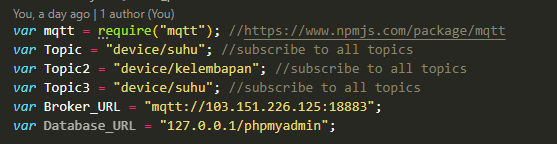 You, a day ago | 1 author (You)
var mqtt = require("mqtt"); //https://www.npmjs.com/package/mqtt
var Topic = "device/suhu"; //subscribe to all topics
var Topic2 = "device/kelembapan"; //subscribe to all topics
var Topic3 = "device/suhu"; //subscribe to all topics
var Broker_URL = "mqtt://103.151.226.125:18883";
var Database_URL = "127.0.0.1/phpmyadmin";